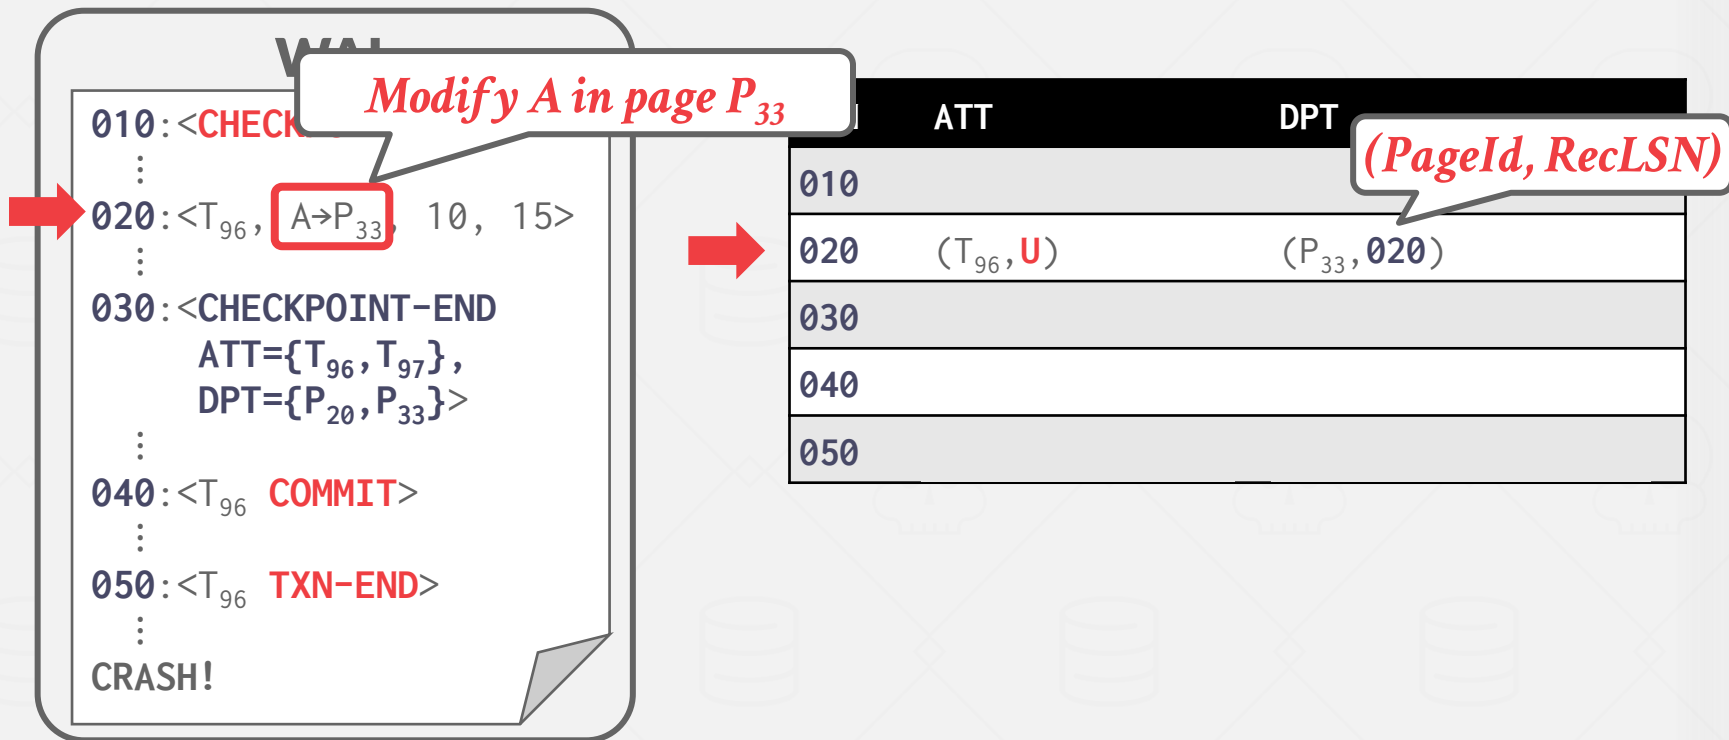 Modify A in page P33
010:<CHECK
⋮
020:<T96, A→P33, 10, 15>
⋮
030:<CHECKPOINT-END
ATT={T96,T97},
DPT={P20,P33}>
⋮
040:<T96 COMMIT>
⋮
050:<T96 TXN-END>
⋮
CRASH!
ATT DPT
(PageId, RecLSN)
010
020 (T96,U) (P33,020)
030
040
050